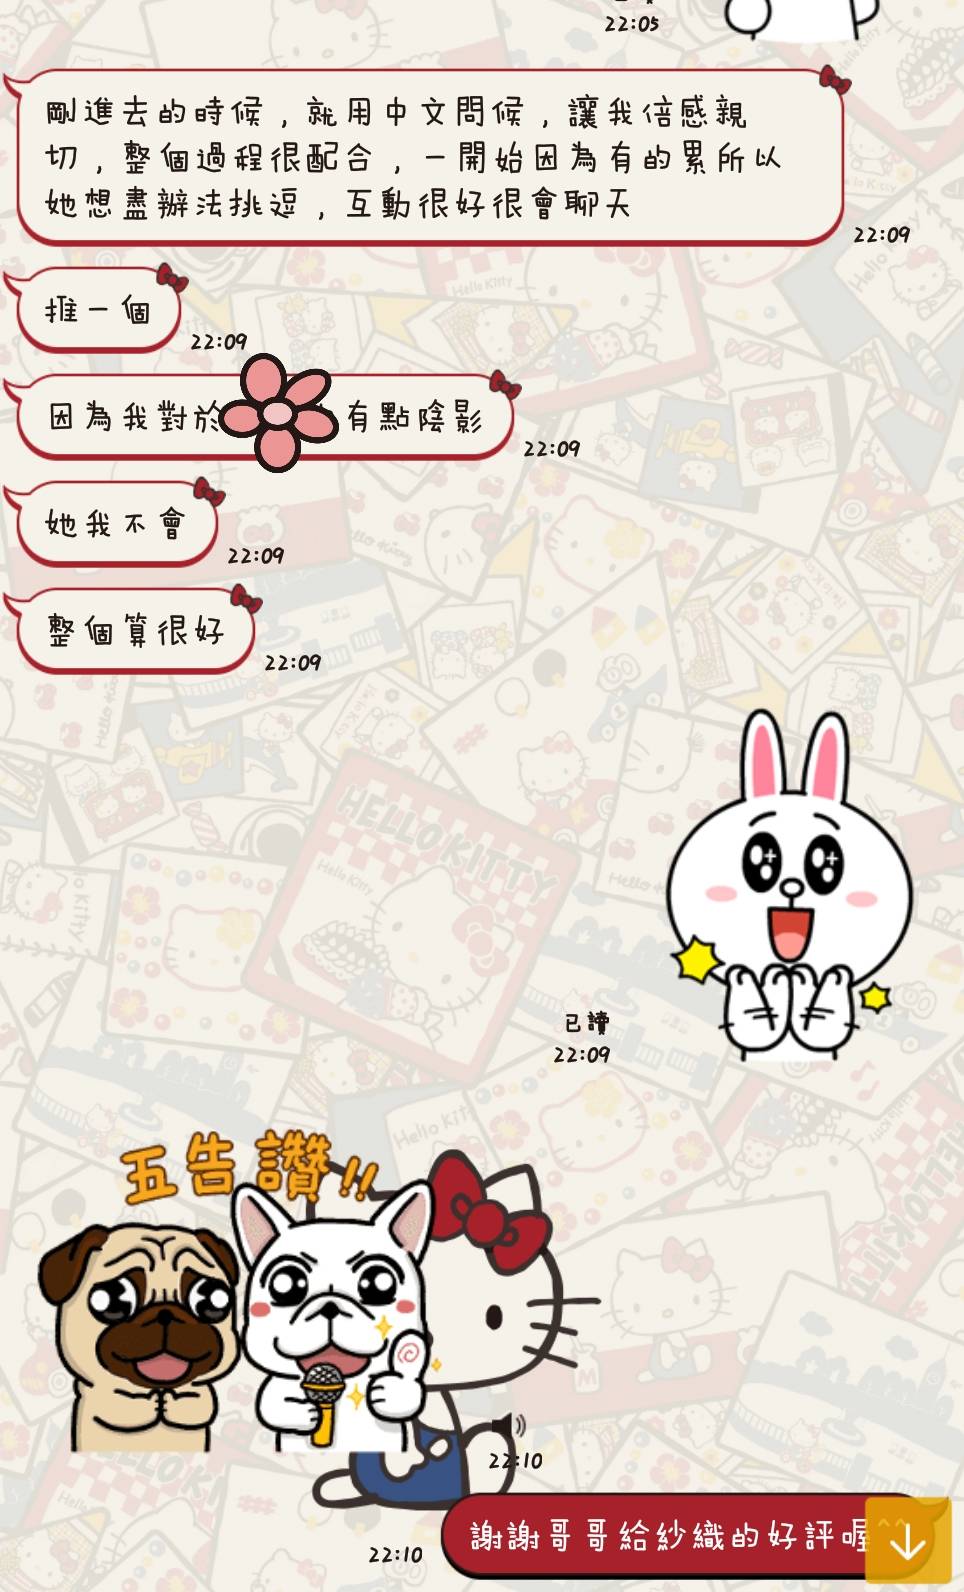 22:05
剛進去的時候，就用中文問候，讓我倍感親
切，整個過程很配合，一開始因為有的累所以
她想盡辦法挑逗，互動很好很會聊天
22:09
推一個
22:09
因為我對於 有點陰影
22:09
她我不會
22:09
整個算很好
22:09
HELLO KITTY
Hello Kitty
已讀
22:09
五告讚!!
22:10
謝謝哥哥給紗織的好評喔^^
22:10